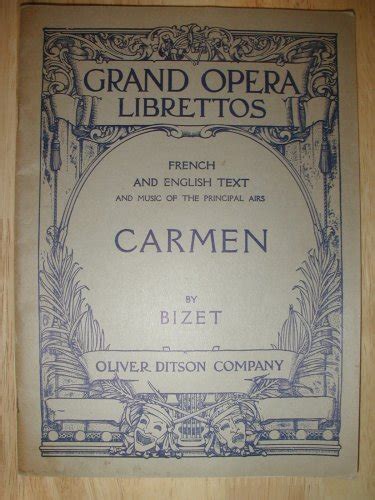 GRAND OPERA
LIBRETTOS
FRENCH
AND ENGLISH TEXT
AND MUSIC OF THE PRINCIPAL AIRS
CARMEN
BY
BIZET
OLIVER DITSON COMPANY